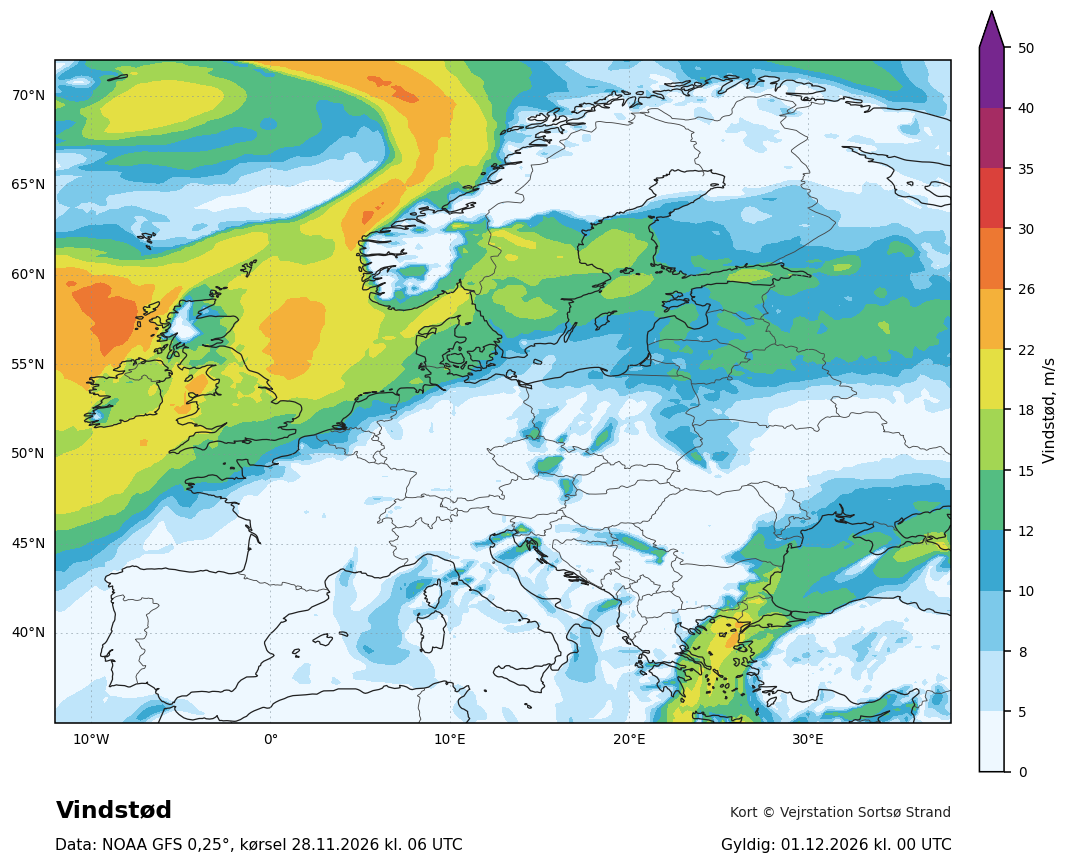 50
40
35
30
26
22
18
15
12
10
8
5
0
Vindstød, m/s
70°N
65°N
60°N
55°N
50°N
45°N
40°N
10°W
0°
10°E
20°E
30°E
Vindstød
Kort © Vejrstation Sortsø Strand
Data: NOAA GFS 0,25°, kørsel 28.11.2026 kl. 06 UTC
Gyldig: 01.12.2026 kl. 00 UTC